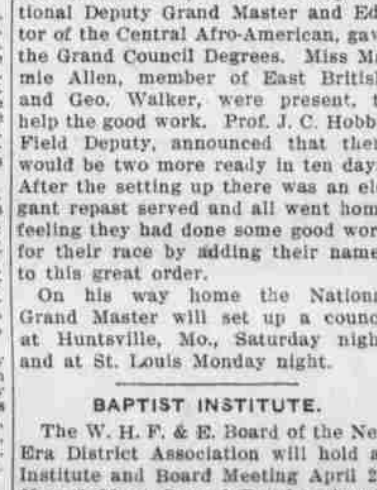 tional Deputy Grand Master and Ed
tor of the Central Afro-American, gav
the Grand Council Degrees. Miss M
mie Allen, member of East British
and Geo. Walker, were present, t
help the good work. Prof. J. C. Hobb
Field Deputy, announced that ther
would be two more ready in ten day
After the setting up there was an ele
gant repast served and all went hom
feeling they had done some good wor
for their race by adding their name
to this great order.
On his way home the Nationa
Grand Master will set up a counc
at Huntsville, Mo., Saturday nigh
and at St. Louis Monday night.
BAPTIST INSTITUTE.
The W. H. F. & E. Board of the Ne
Era District Association will hold a
Institute and Board Meeting April 2